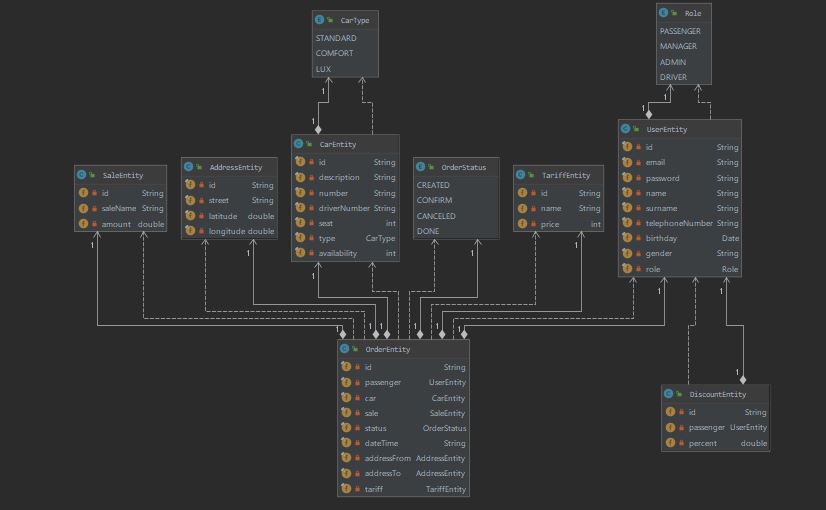 CarType
STANDARD
COMFORT
LUX
Role
PASSENGER
MANAGER
ADMIN
DRIVER
1
1
1
1
SaleEntity
id String
saleName String
amount double
AddressEntity
id String
street String
latitude double
longitude double
CarEntity
id String
description String
number String
driverNumber String
seat int
type CarType
availability int
OrderStatus
CREATED
CONFIRM
CANCELED
DONE
TariffEntity
id String
name String
price int
UserEntity
id String
email String
password String
name String
surname String
telephoneNumber String
birthday Date
gender String
role Role
1
1
1
1
1
1
1
1
1
1
1
1
1
1
OrderEntity
id String
passenger UserEntity
car CarEntity
sale SaleEntity
status OrderStatus
dateTime String
addressFrom AddressEntity
addressTo AddressEntity
tariff TariffEntity
DiscountEntity
id String
passenger UserEntity
percent double